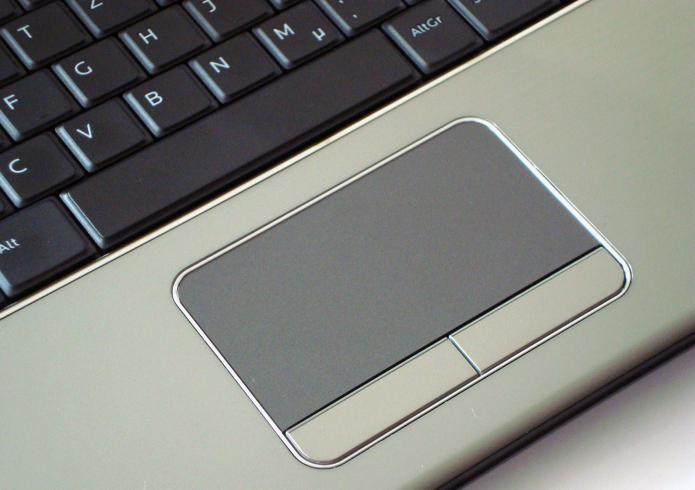 T Z
F G H J
C V B N M µ
Alt AltGr